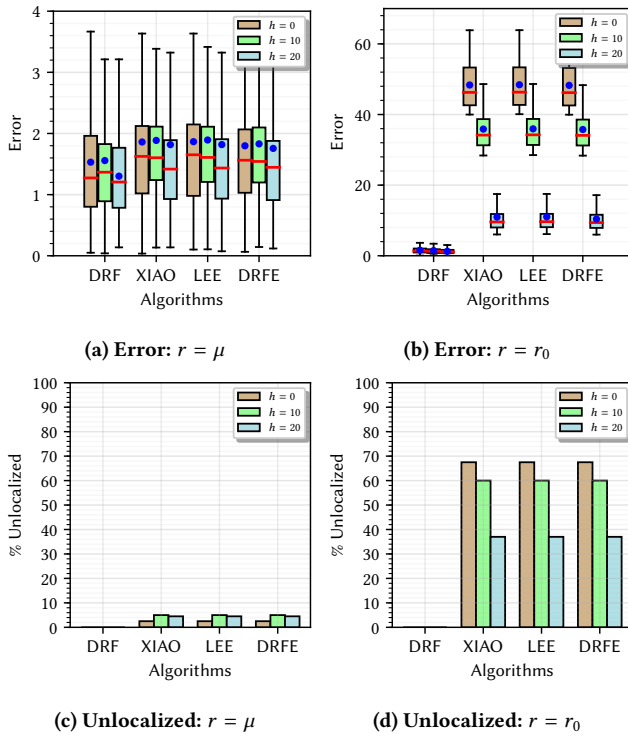 4
3
2
1
0
Error
h = 0
h = 10
h = 20
DRF XIAO LEE DRFE
Algorithms
(a) Error: r = μ
60
40
20
0
Error
h = 0
h = 10
h = 20
DRF XIAO LEE DRFE
Algorithms
(b) Error: r = r₀
100
90
80
70
60
50
40
30
20
10
0
% Unlocalized
h = 0
h = 10
h = 20
DRF XIAO LEE DRFE
Algorithms
(c) Unlocalized: r = μ
100
90
80
70
60
50
40
30
20
10
0
% Unlocalized
h = 0
h = 10
h = 20
DRF XIAO LEE DRFE
Algorithms
(d) Unlocalized: r = r₀